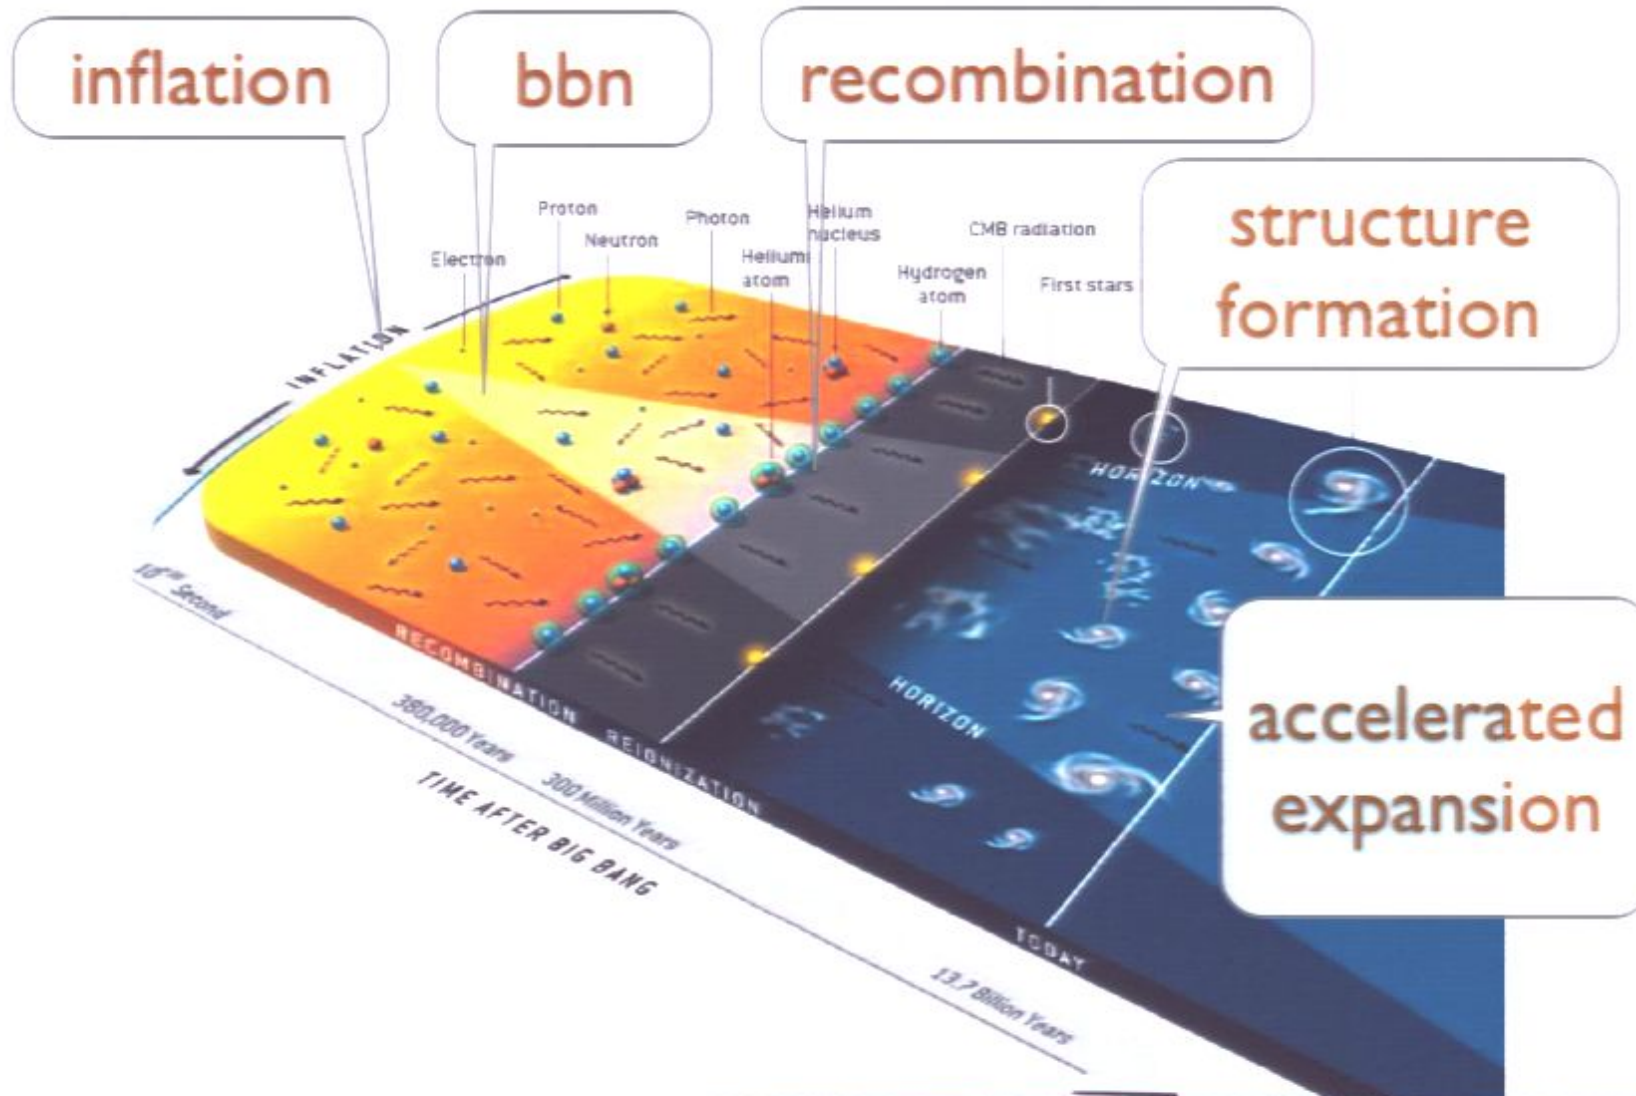 inflation
bbn
recombination
structure
formation
accelerated
expansion
Proton
Neutron
Electron
Photon
Helium
nucleus
Helium
atom
CMB radiation
Hydrogen
atom
First stars
INFLATION
HORIZON
HORIZON
Second
RECOMBINATION
380,000 Years
REIONIZATION
300 Million Years
TIME AFTER BIG BANG
TODAY
13.7 Billion Years